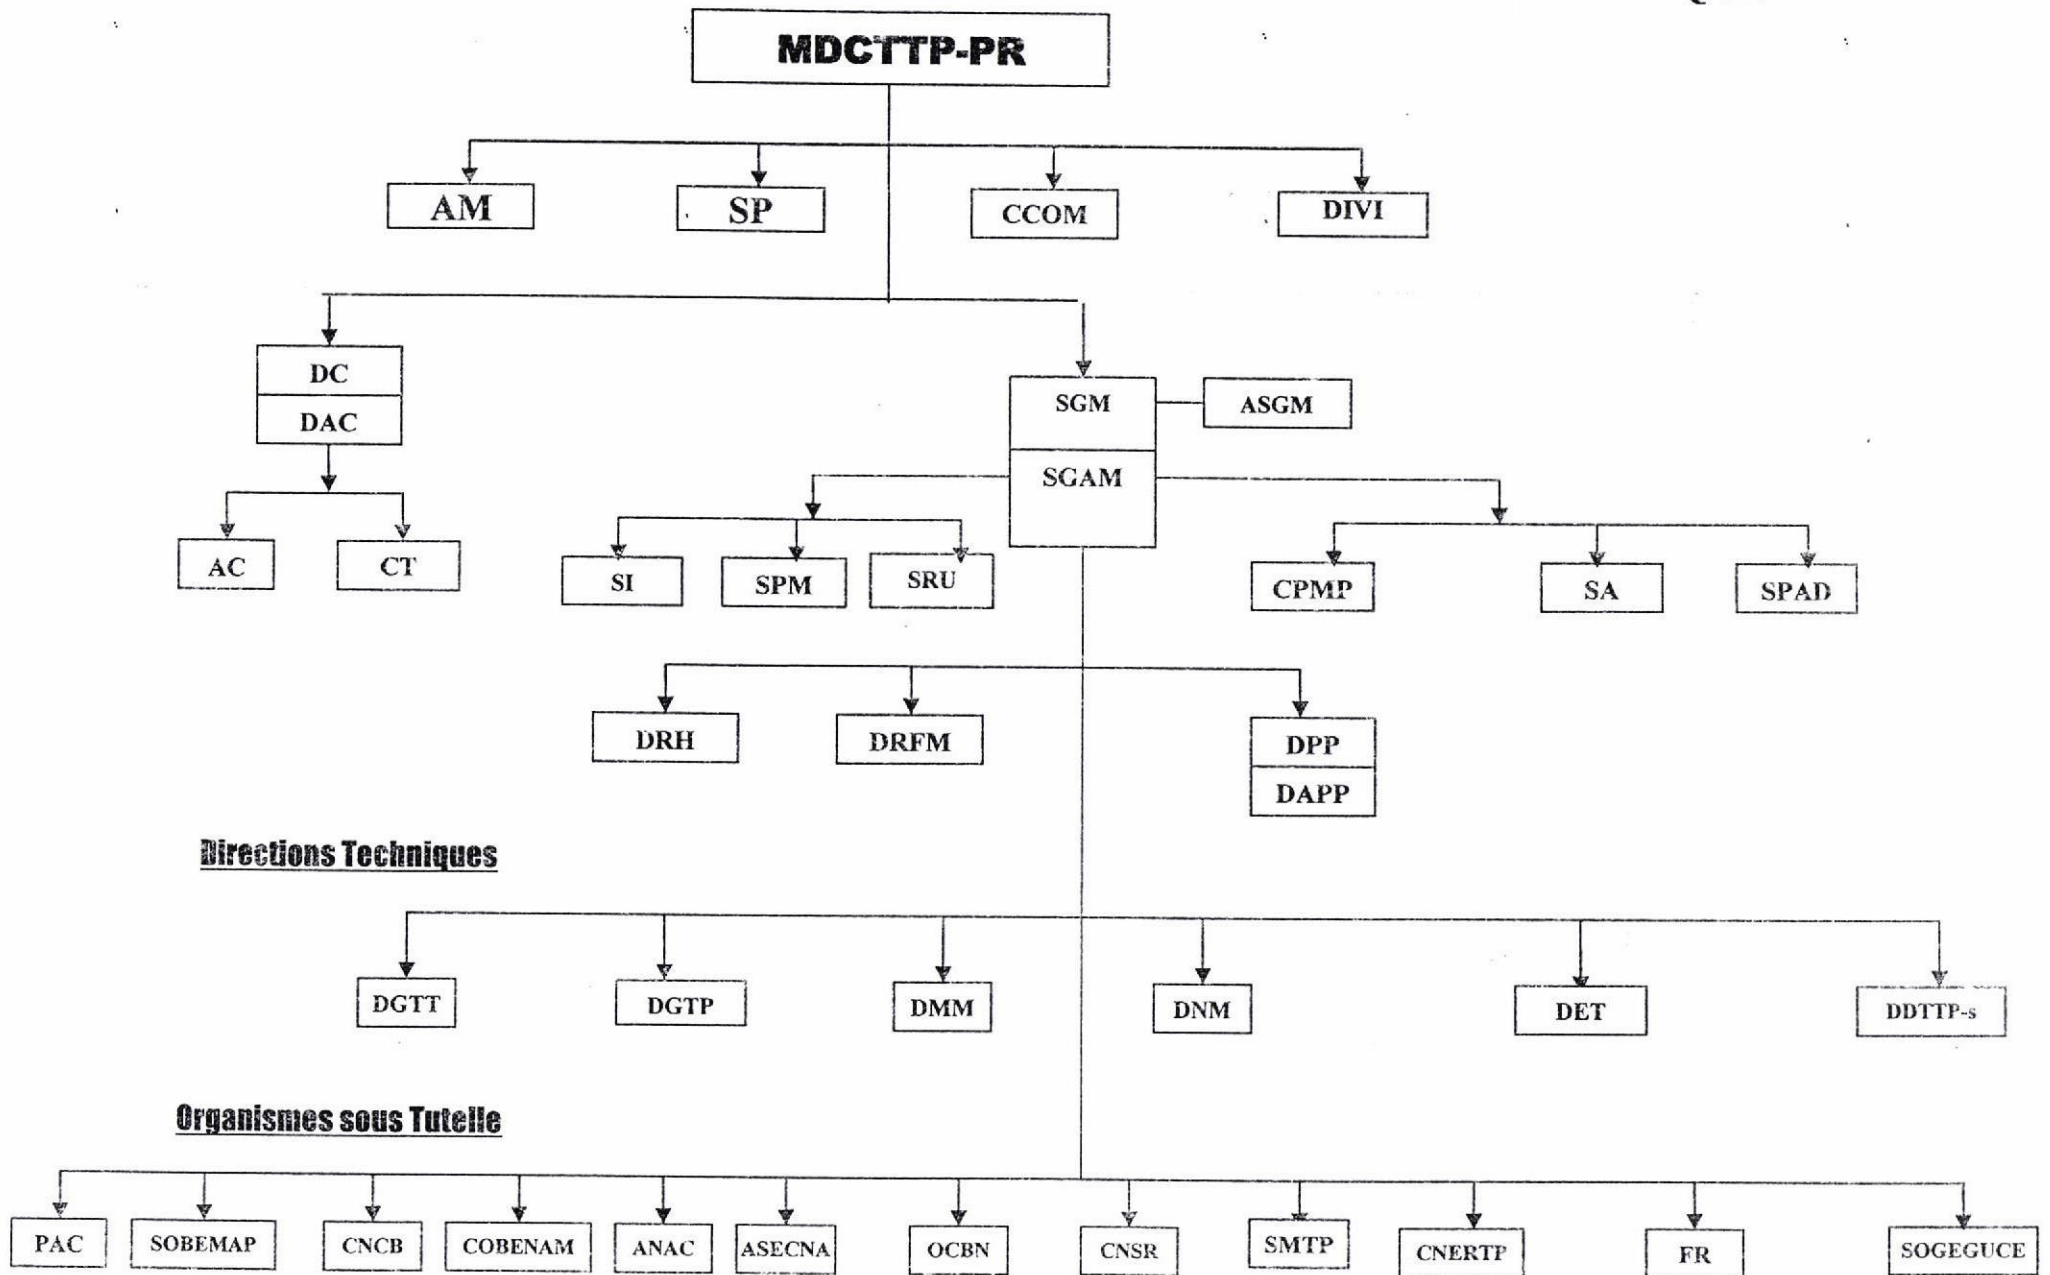 MDCTTP-PR
AM
SP
CCOM
DIVI
DC
DAC
SGM
ASGM
SGAM
AC
CT
SI
SPM
SRU
CPMP
SA
SPAD
DRH
DRFM
DPP
DAPP
Directions Techniques
DGTT
DGTP
DMM
DNM
DET
DDTTP-s
Organismes sous Tutelle
PAC
SOBEMAP
CNCB
COBENAM
ANAC
ASECNA
OCBN
CNSR
SMTP
CNERTP
FR
SOGEGUCE